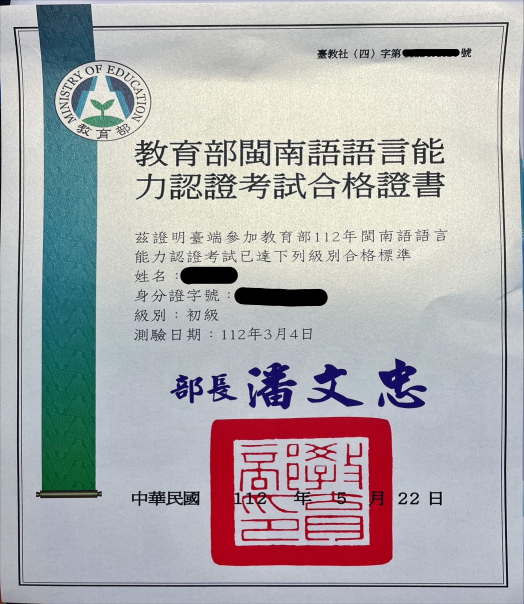 臺教社（四）字第 號
MINISTRY OF EDUCATION
教育部
教育部閩南語語言能
力認證考試合格證書
茲證明臺端參加教育部112年閩南語語言
能力認證考試已達下列級別合格標準
姓名：
身分證字號：
級別：初級
測驗日期：112年3月4日
部長 潘文忠
中華民國 112 年 5 月 22 日
教育部印